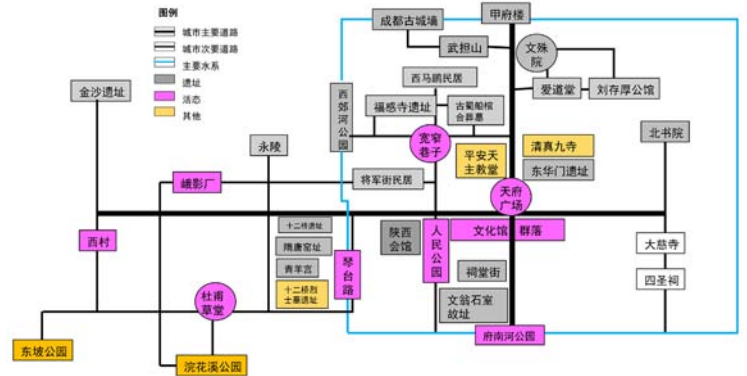 图例
城市主要道路
城市次要道路
主要水系
遗址
活态
其他
成都古城墙
甲府楼
武担山
文殊
院
西马鹏民居
爱道堂
刘存厚公馆
金沙遗址
西
郊
河
公
园
福感寺遗址
古蜀船棺
合葬墓
北书院
永陵
宽窄
巷子
平安天
主教堂
清真九寺
东华门遗址
峨影厂
将军街民居
天府
广场
西村
十二桥遗址
隋唐窑址
青羊宫
十二桥烈
士墓遗址
琴
台
路
陕西
会馆
人
民
公
园
文化馆
群落
大慈寺
祠堂街
四圣祠
杜甫
草堂
文翁石室
故址
府南河公园
东坡公园
浣花溪公园